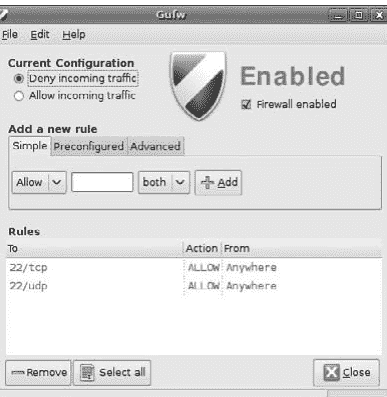 Gufw
File Edit Help
Current Configuration
Deny incoming traffic
Allow incoming traffic
Enabled
Firewall enabled
Add a new rule
Simple Preconfigured Advanced
Allow both Add
Rules
To Action From
22/tcp ALLOW Anywhere
22/udp ALLOW Anywhere
Remove Select all Close